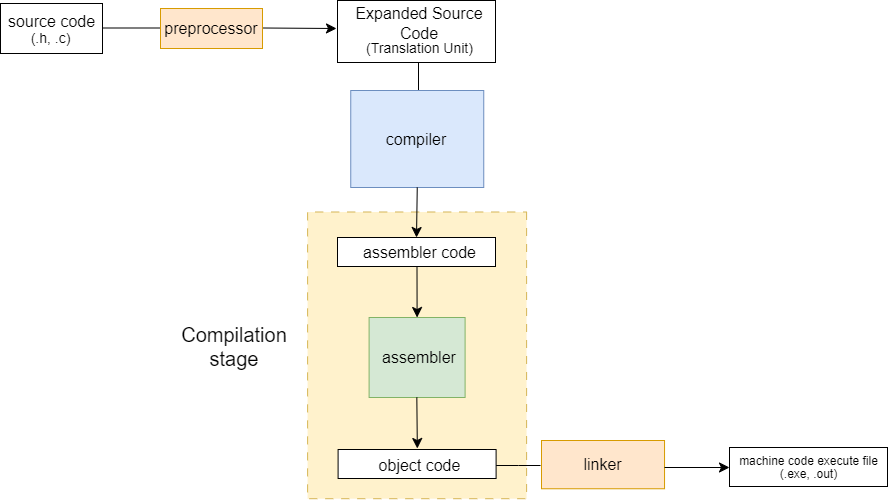 source code
(.h, .c)
preprocessor
Expanded Source
Code
(Translation Unit)
compiler
assembler code
Compilation
stage
assembler
object code
linker
machine code execute file
(.exe, .out)